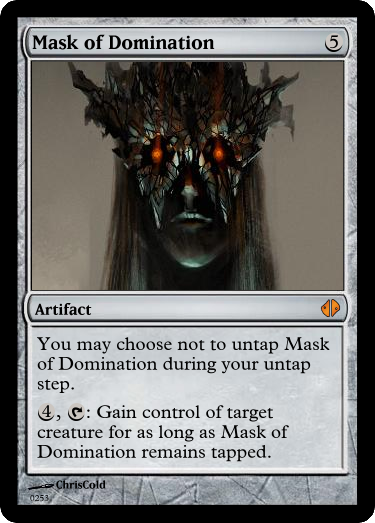 Mask of Domination 5
Artifact
You may choose not to untap Mask
of Domination during your untap
step.
4, : Gain control of target
creature for as long as Mask of
Domination remains tapped.
ChrisCold
0253